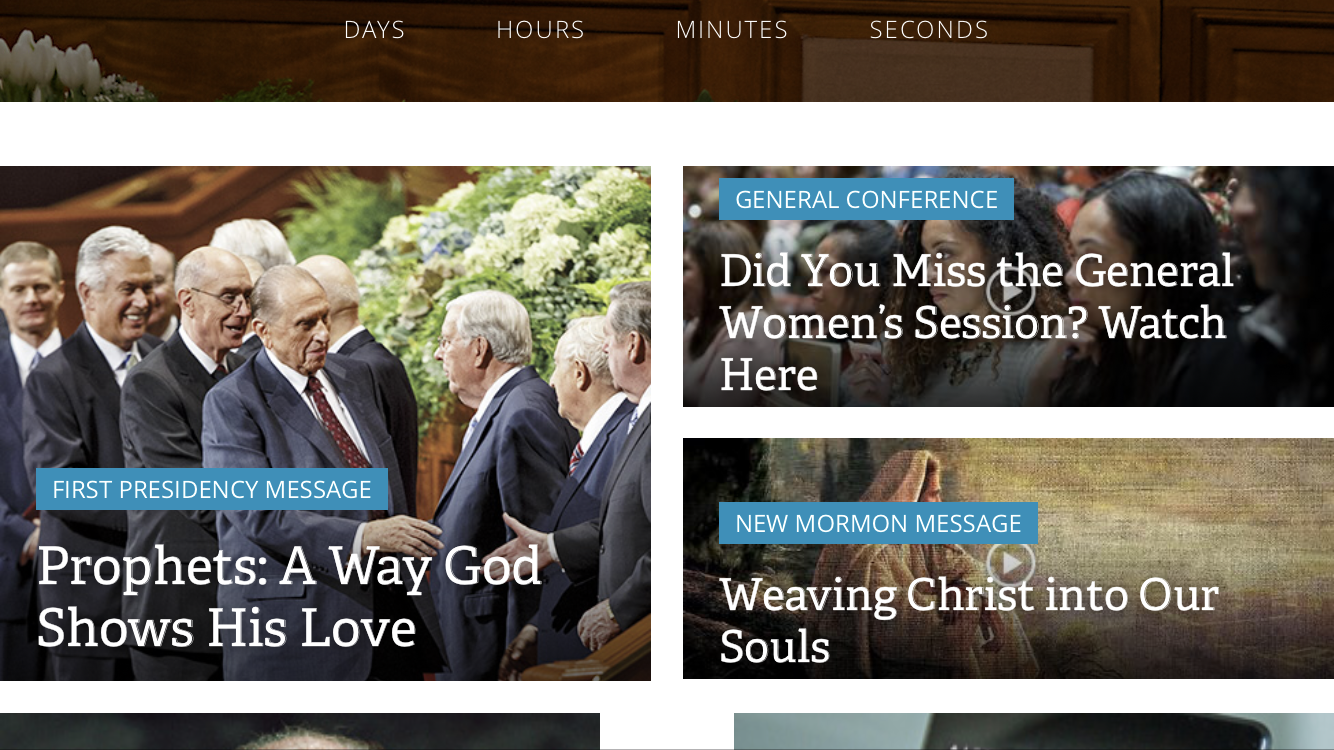 DAYS HOURS MINUTES SECONDS
FIRST PRESIDENCY MESSAGE
Prophets: A Way God
Shows His Love
GENERAL CONFERENCE
Did You Miss the General
Women’s Session? Watch
Here
NEW MORMON MESSAGE
Weaving Christ into Our
Souls